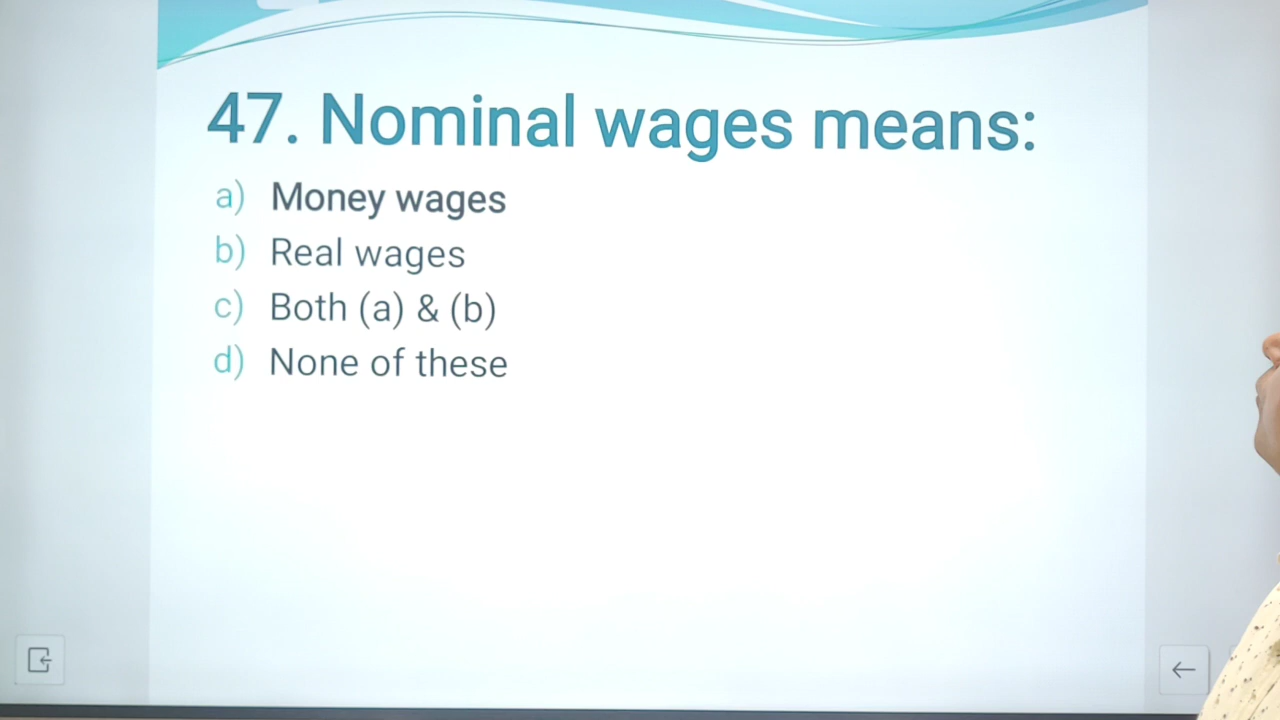 47. Nominal wages means:
a) Money wages
b) Real wages
c) Both (a) & (b)
d) None of these